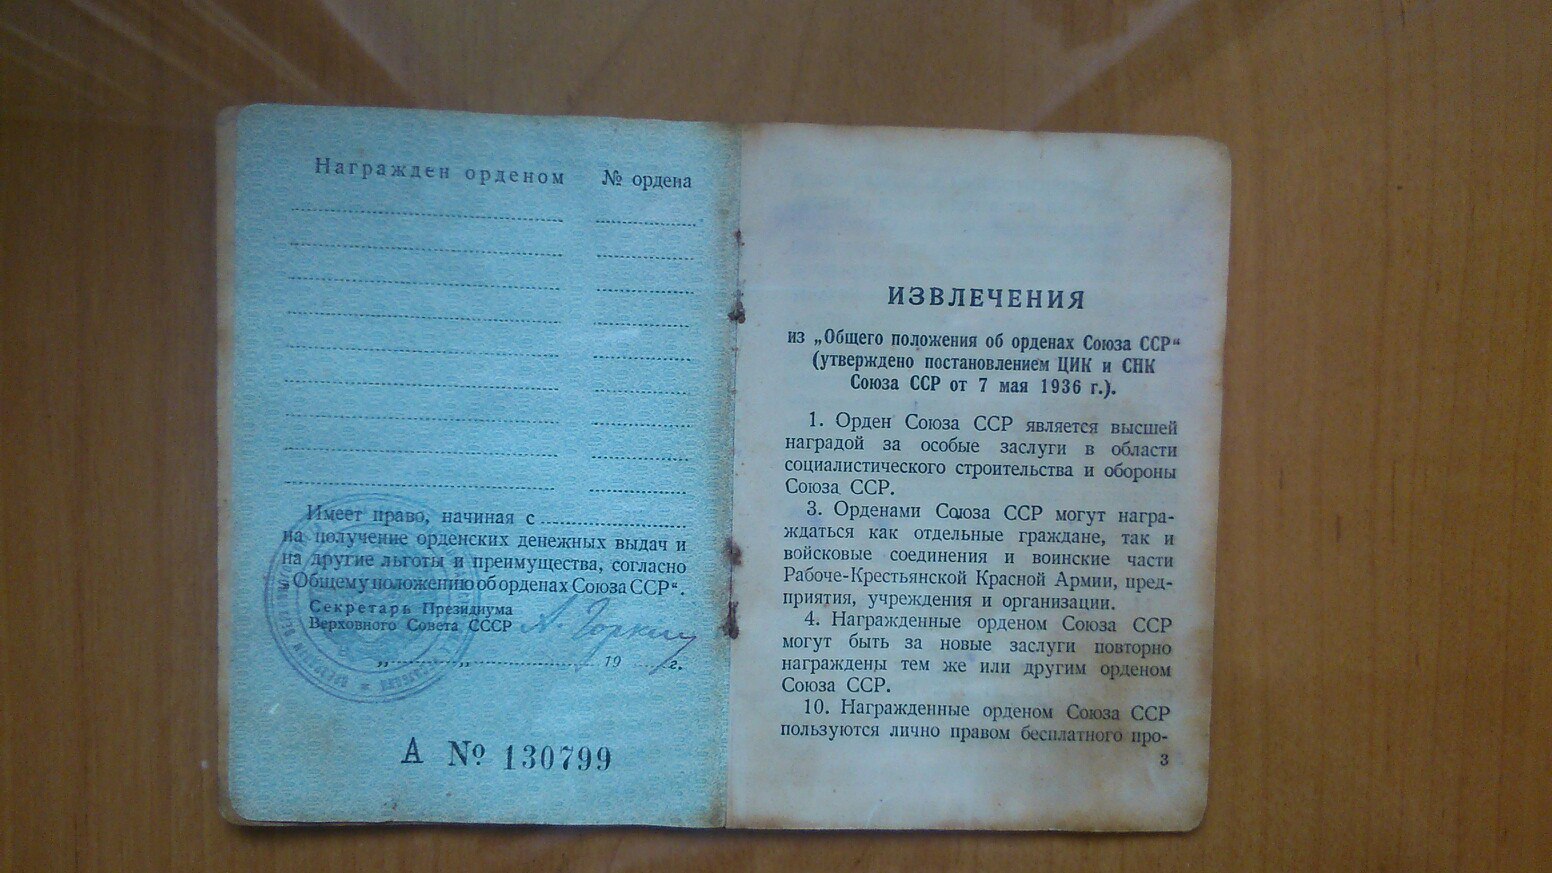 Награжден орденом № ордена
Имеет право, начиная с
на получение орденских денежных выдач и
на другие льготы и преимущества, согласно
„Общему положению об орденах Союза ССР“.
Секретарь Президиума
Верховного Совета СССР А. Горкин
„ „ 19 г.
А № 130799
ИЗВЛЕЧЕНИЯ
из „Общего положения об орденах Союза ССР“
(утверждено постановлением ЦИК и СНК
Союза ССР от 7 мая 1936 г.).
1. Орден Союза ССР является высшей
наградой за особые заслуги в области
социалистического строительства и обороны
Союза ССР.
3. Орденами Союза ССР могут награ-
ждаться как отдельные граждане, так и
войсковые соединения и воинские части
Рабоче-Крестьянской Красной Армии, пред-
приятия, учреждения и организации.
4. Награжденные орденом Союза ССР
могут быть за новые заслуги повторно
награждены тем же или другим орденом
Союза ССР.
10. Награжденные орденом Союза ССР
пользуются лично правом бесплатного про-
3